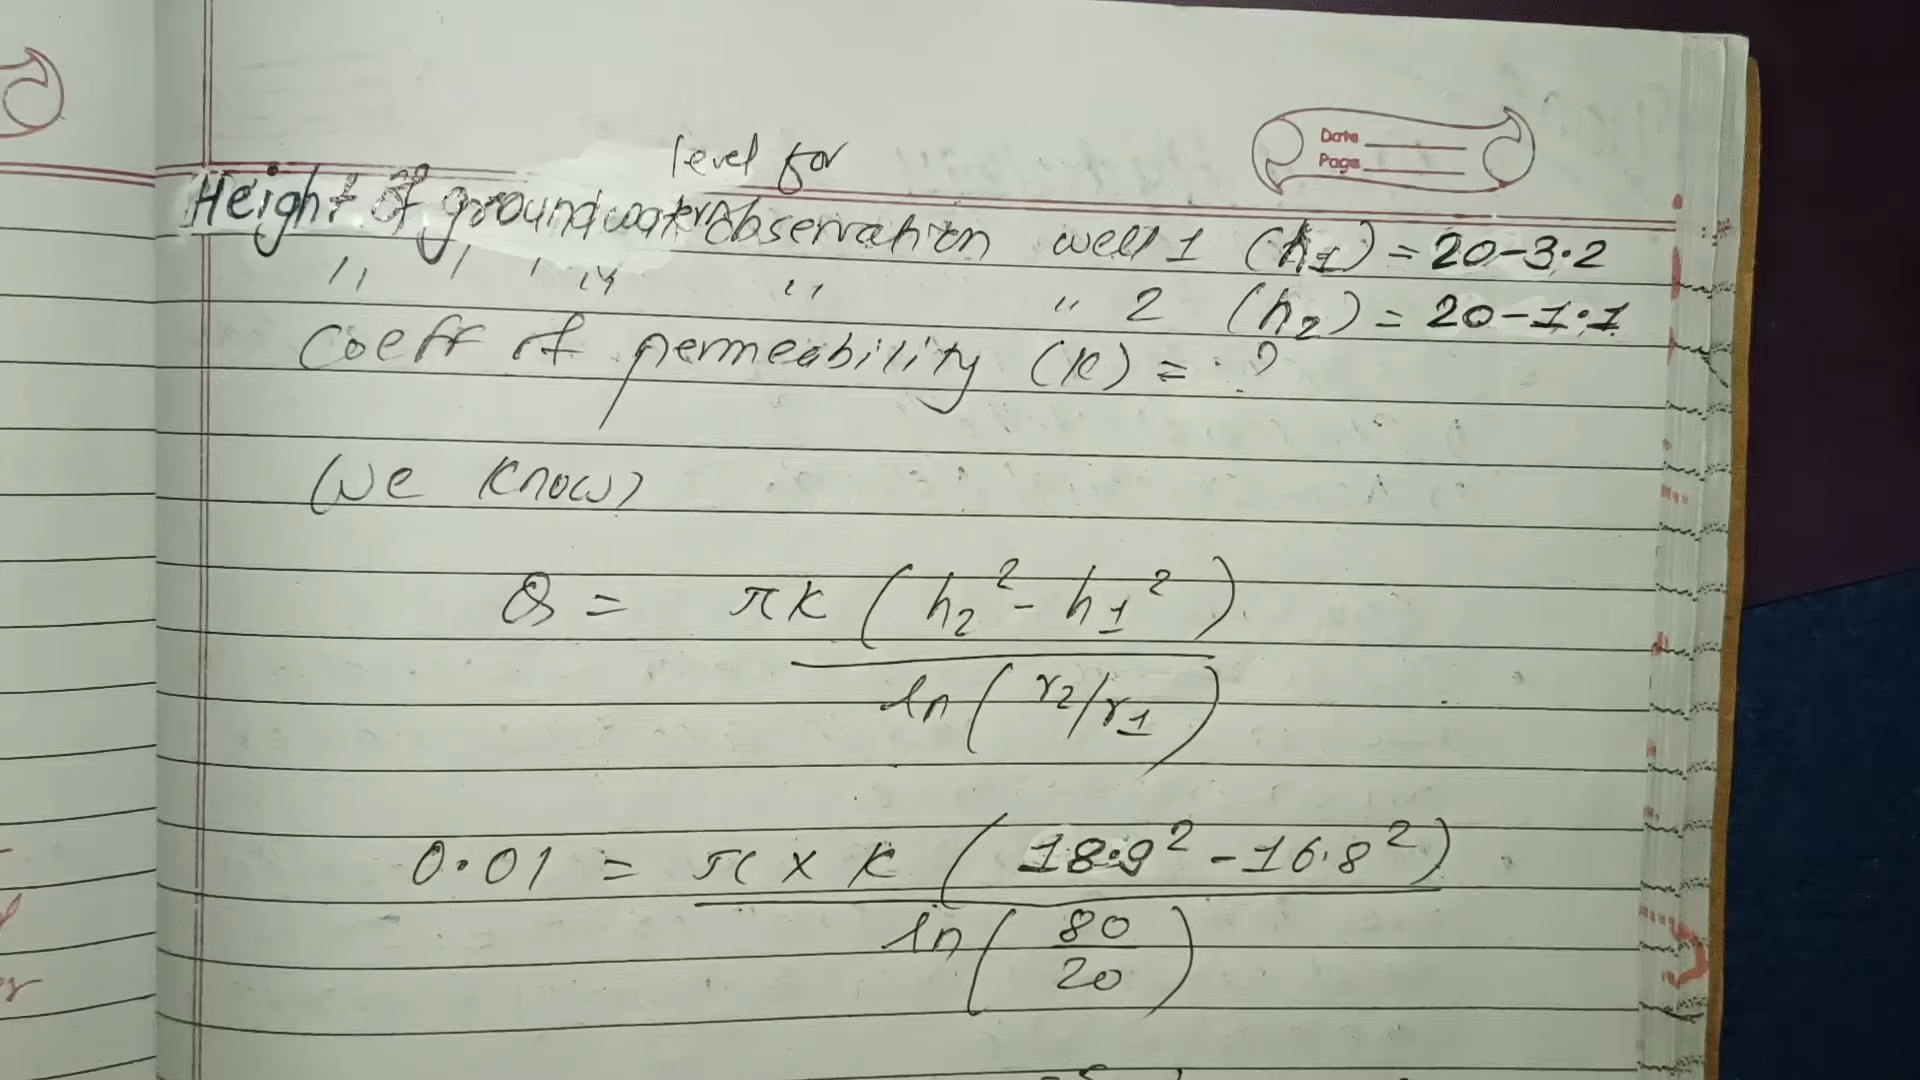 Date
Page
level for
Height of groundwater observation well 1 (h1) = 20-3.2
" " " " " " 2 (h2) = 20-1.1
Coeff of permeability (k) = ?
We know,
Q = πK (h2² - h1²)
ln (r2/r1)
0.01 = π x k (18.9² - 16.8²)
ln (80
20)